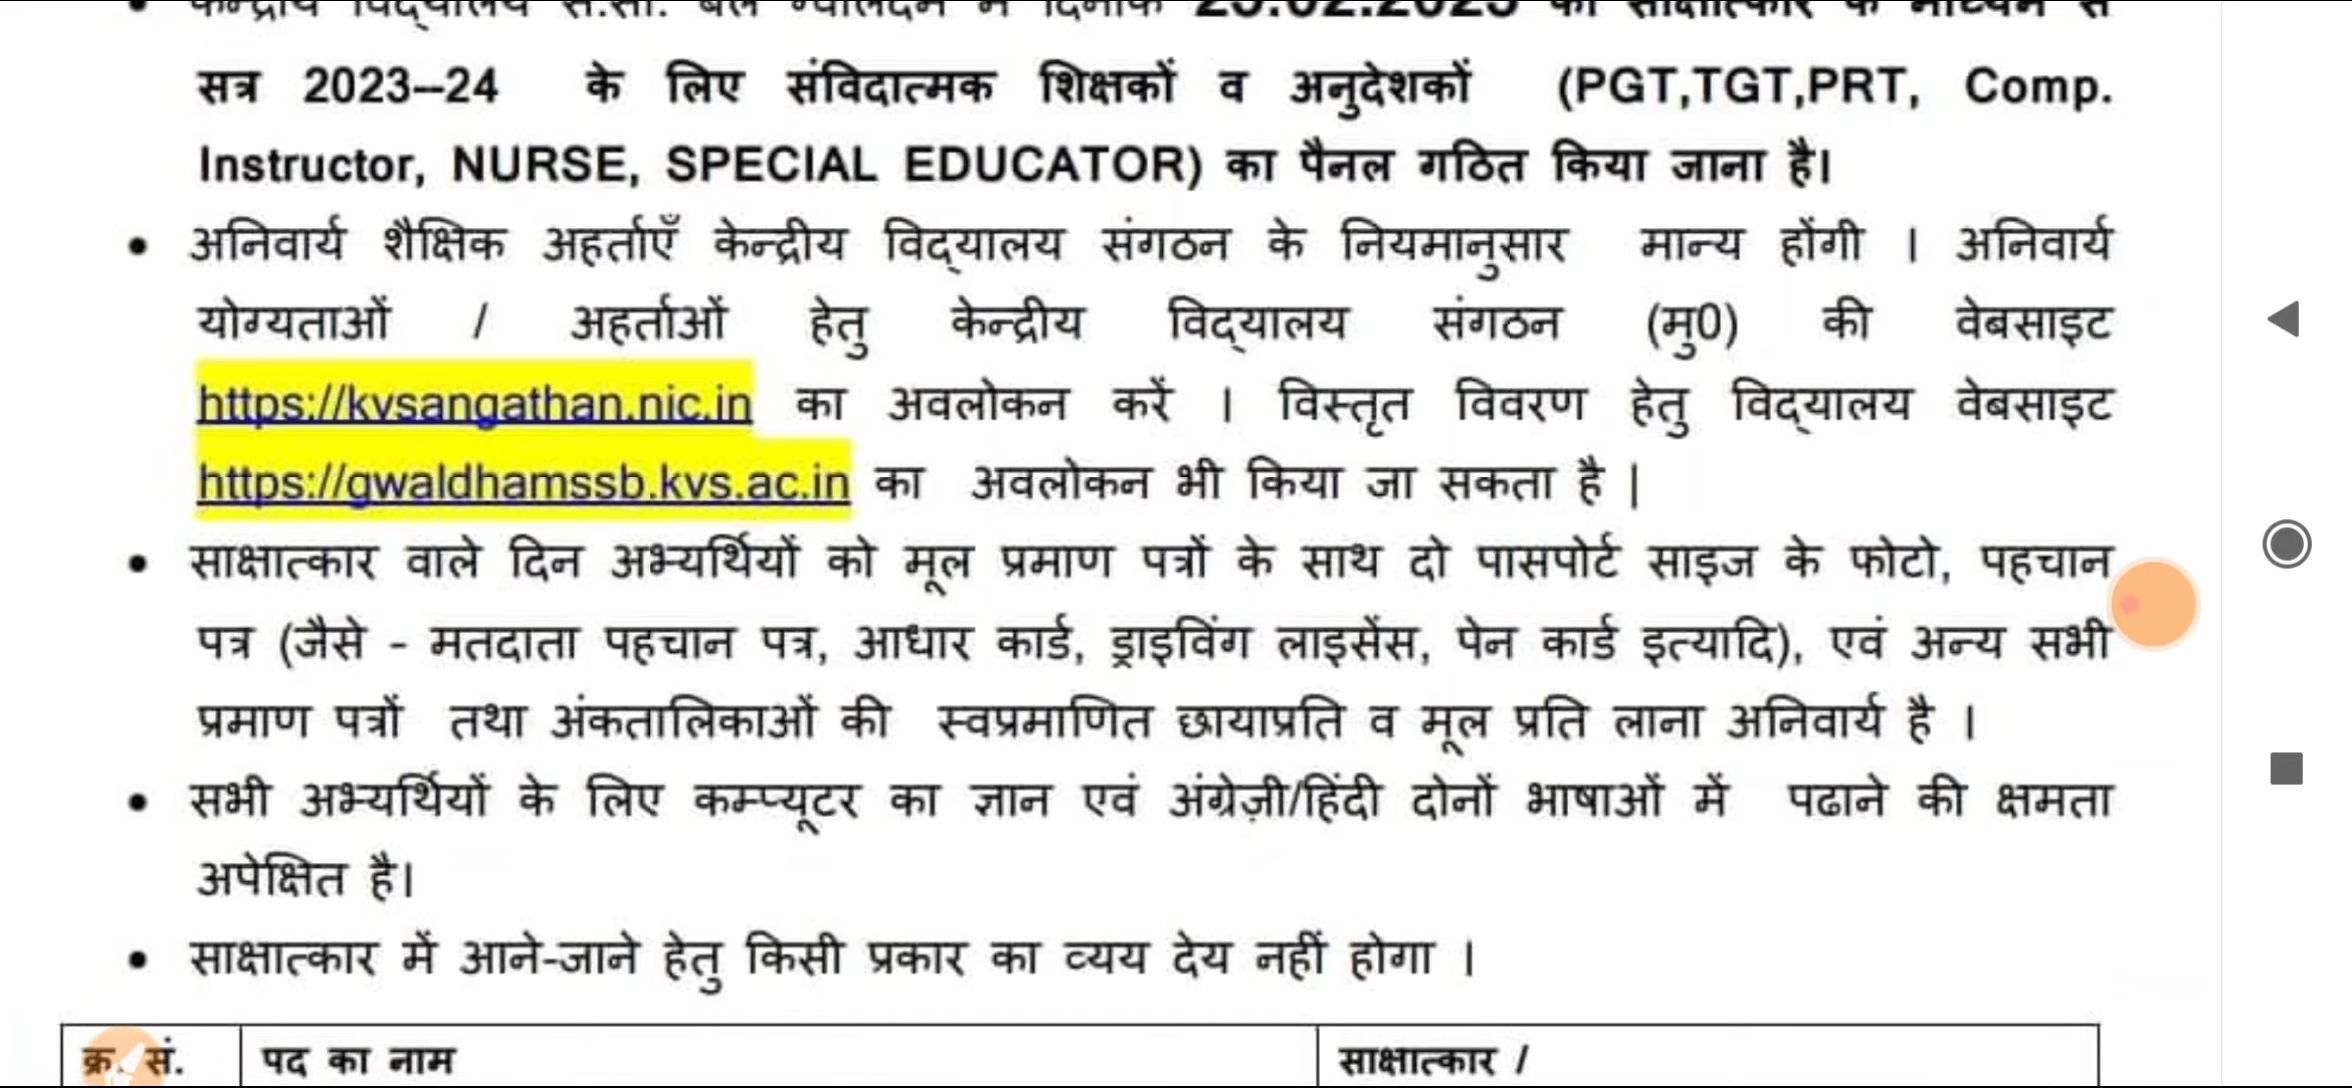 केन्द्रीय विद्यालय स.सी. बल ग्वालदम में दिनांक को साक्षात्कार के माध्यम से
सत्र 2023–24 के लिए संविदात्मक शिक्षकों व अनुदेशकों (PGT,TGT,PRT, Comp.
Instructor, NURSE, SPECIAL EDUCATOR) का पैनल गठित किया जाना है।
• अनिवार्य शैक्षिक अहर्ताएँ केन्द्रीय विद्यालय संगठन के नियमानुसार मान्य होंगी । अनिवार्य
योग्यताओं / अहर्ताओं हेतु केन्द्रीय विद्यालय संगठन (मु0) की वेबसाइट
https://kvsangathan.nic.in का अवलोकन करें । विस्तृत विवरण हेतु विद्यालय वेबसाइट
https://gwaldhamssb.kvs.ac.in का अवलोकन भी किया जा सकता है |
• साक्षात्कार वाले दिन अभ्यर्थियों को मूल प्रमाण पत्रों के साथ दो पासपोर्ट साइज के फोटो, पहचान
पत्र (जैसे - मतदाता पहचान पत्र, आधार कार्ड, ड्राइविंग लाइसेंस, पेन कार्ड इत्यादि), एवं अन्य सभी
प्रमाण पत्रों तथा अंकतालिकाओं की स्वप्रमाणित छायाप्रति व मूल प्रति लाना अनिवार्य है ।
• सभी अभ्यर्थियों के लिए कम्प्यूटर का ज्ञान एवं अंग्रेज़ी/हिंदी दोनों भाषाओं में पढाने की क्षमता
अपेक्षित है।
• साक्षात्कार में आने-जाने हेतु किसी प्रकार का व्यय देय नहीं होगा ।
क्र. सं. पद का नाम साक्षात्कार /